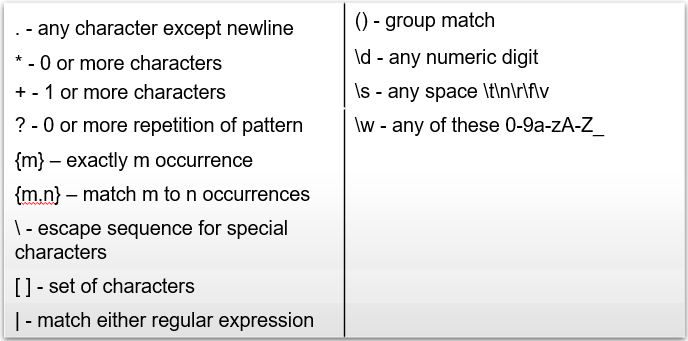 . - any character except newline
* - 0 or more characters
+ - 1 or more characters
? - 0 or more repetition of pattern
{m} – exactly m occurrence
{m.n} – match m to n occurrences
\ - escape sequence for special
characters
[ ] - set of characters
| - match either regular expression
() - group match
\d - any numeric digit
\s - any space \t\n\r\f\v
\w - any of these 0-9a-zA-Z_